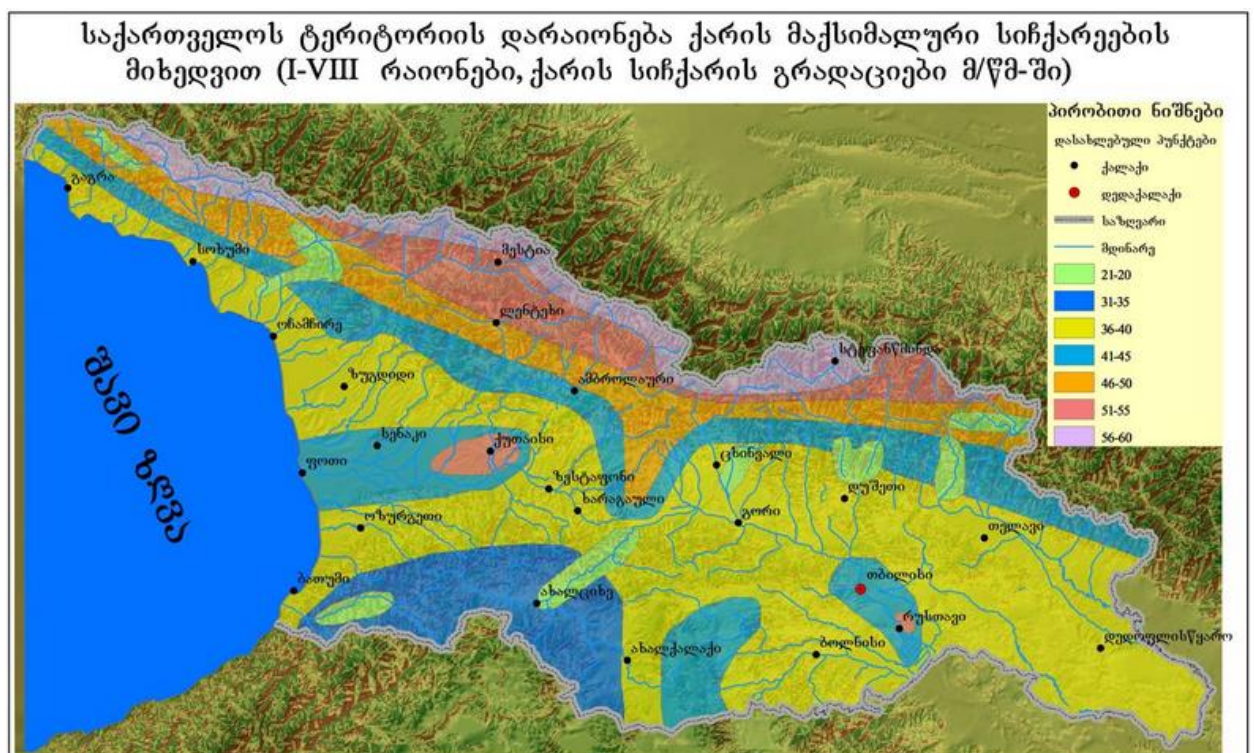 საქართველოს ტერიტორიის დარაიონება ქარის მაქსიმალური სიჩქარეების
მიხედვით (I-VIII რაიონები, ქარის სიჩქარის გრადაციები მ/წმ-ში)
პირობითი ნიშნები
დასახლებული პუნქტები
ქალაქი
დედაქალაქი
საზღვარი
მდინარე
21-20
31-35
36-40
41-45
46-50
51-55
56-60
გაგრა
სოხუმი
მესტია
ლენტეხი
ოჩამჩირე
სტეფანწმინდა
ზუგდიდი
ამბროლაური
სენაკი
ქუთაისი
ფოთი
ცხინვალი
ზესტაფონი
დუშეთი
ხარაგაული
ოზურგეთი
გორი
თელავი
შავი ზღვა
ბათუმი
თბილისი
ახალციხე
რუსთავი
დედოფლისწყარო
ახალქალაქი
ბოლნისი